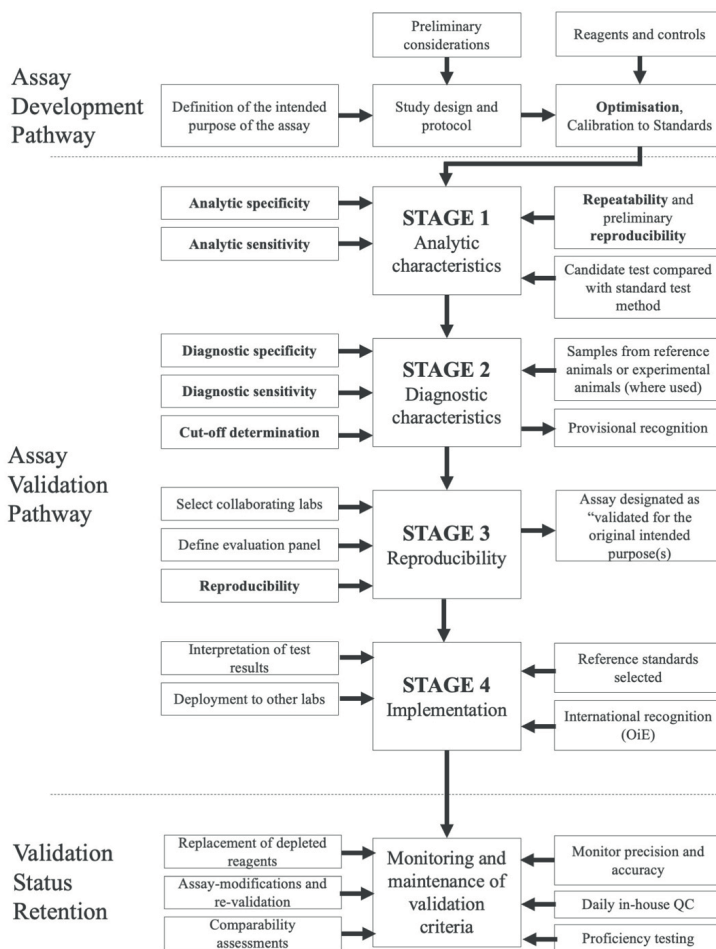 Preliminary
considerations
Reagents and controls
Assay
Development
Pathway
Definition of the intended
purpose of the assay
Study design and
protocol
Optimisation,
Calibration to Standards
Analytic specificity
Analytic sensitivity
STAGE 1
Analytic
characteristics
Repeatability and
preliminary
reproducibility
Candidate test compared
with standard test
method
Diagnostic specificity
Diagnostic sensitivity
Cut-off determination
STAGE 2
Diagnostic
characteristics
Samples from reference
animals or experimental
animals (where used)
Provisional recognition
Assay
Validation
Pathway
Select collaborating labs
Define evaluation panel
Reproducibility
STAGE 3
Reproducibility
Assay designated as
“validated for the
original intended
purpose(s)
Interpretation of test
results
Deployment to other labs
STAGE 4
Implementation
Reference standards
selected
International recognition
(OiE)
Validation
Status
Retention
Replacement of depleted
reagents
Assay-modifications and
re-validation
Comparability
assessments
Monitoring and
maintenance of
validation
criteria
Monitor precision and
accuracy
Daily in-house QC
Proficiency testing